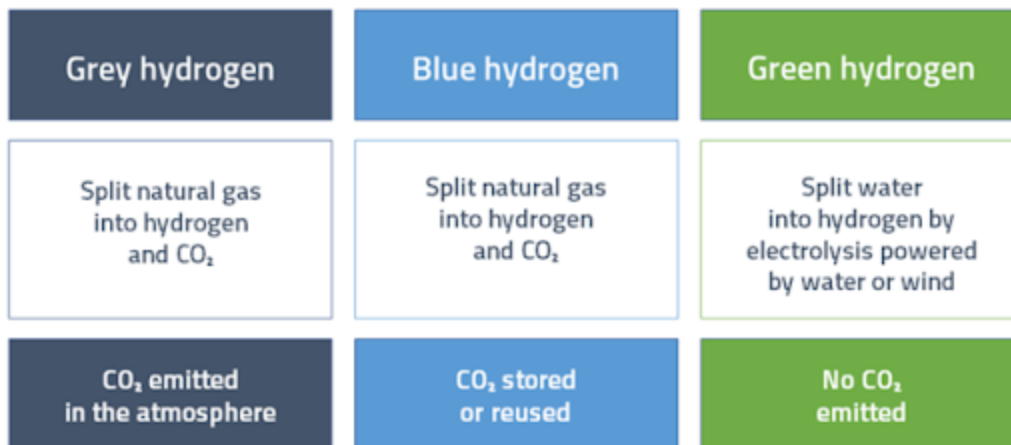 Grey hydrogen
Blue hydrogen
Green hydrogen
Split natural gas
into hydrogen
and CO₂
Split natural gas
into hydrogen
and CO₂
Split water
into hydrogen by
electrolysis powered
by water or wind
CO₂ emitted
in the atmosphere
CO₂ stored
or reused
No CO₂
emitted